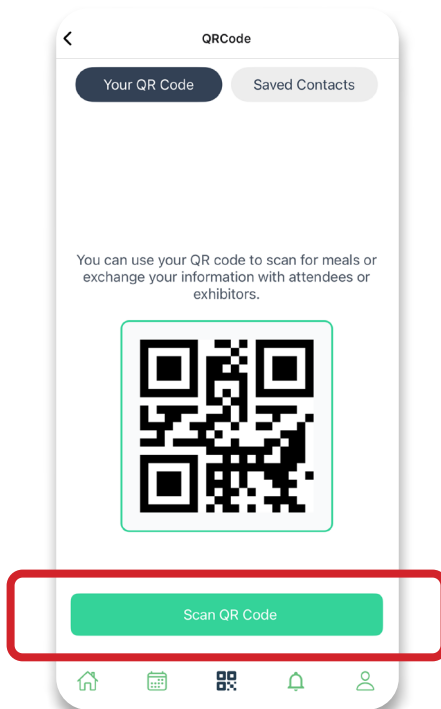 QRCode
Your QR Code
Saved Contacts
You can use your QR code to scan for meals or
exchange your information with attendees or
exhibitors.
Scan QR Code